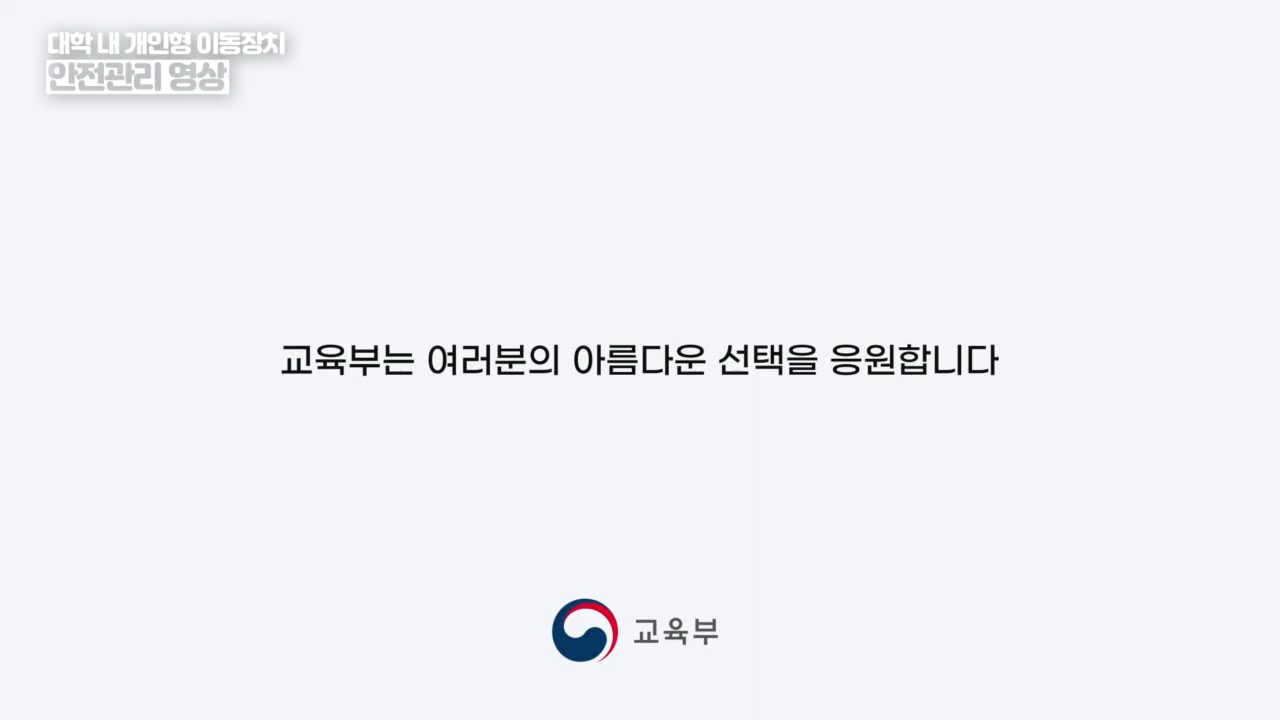 대학 내 개인형 이동장치
안전관리 영상
교육부는 여러분의 아름다운 선택을 응원합니다
교육부